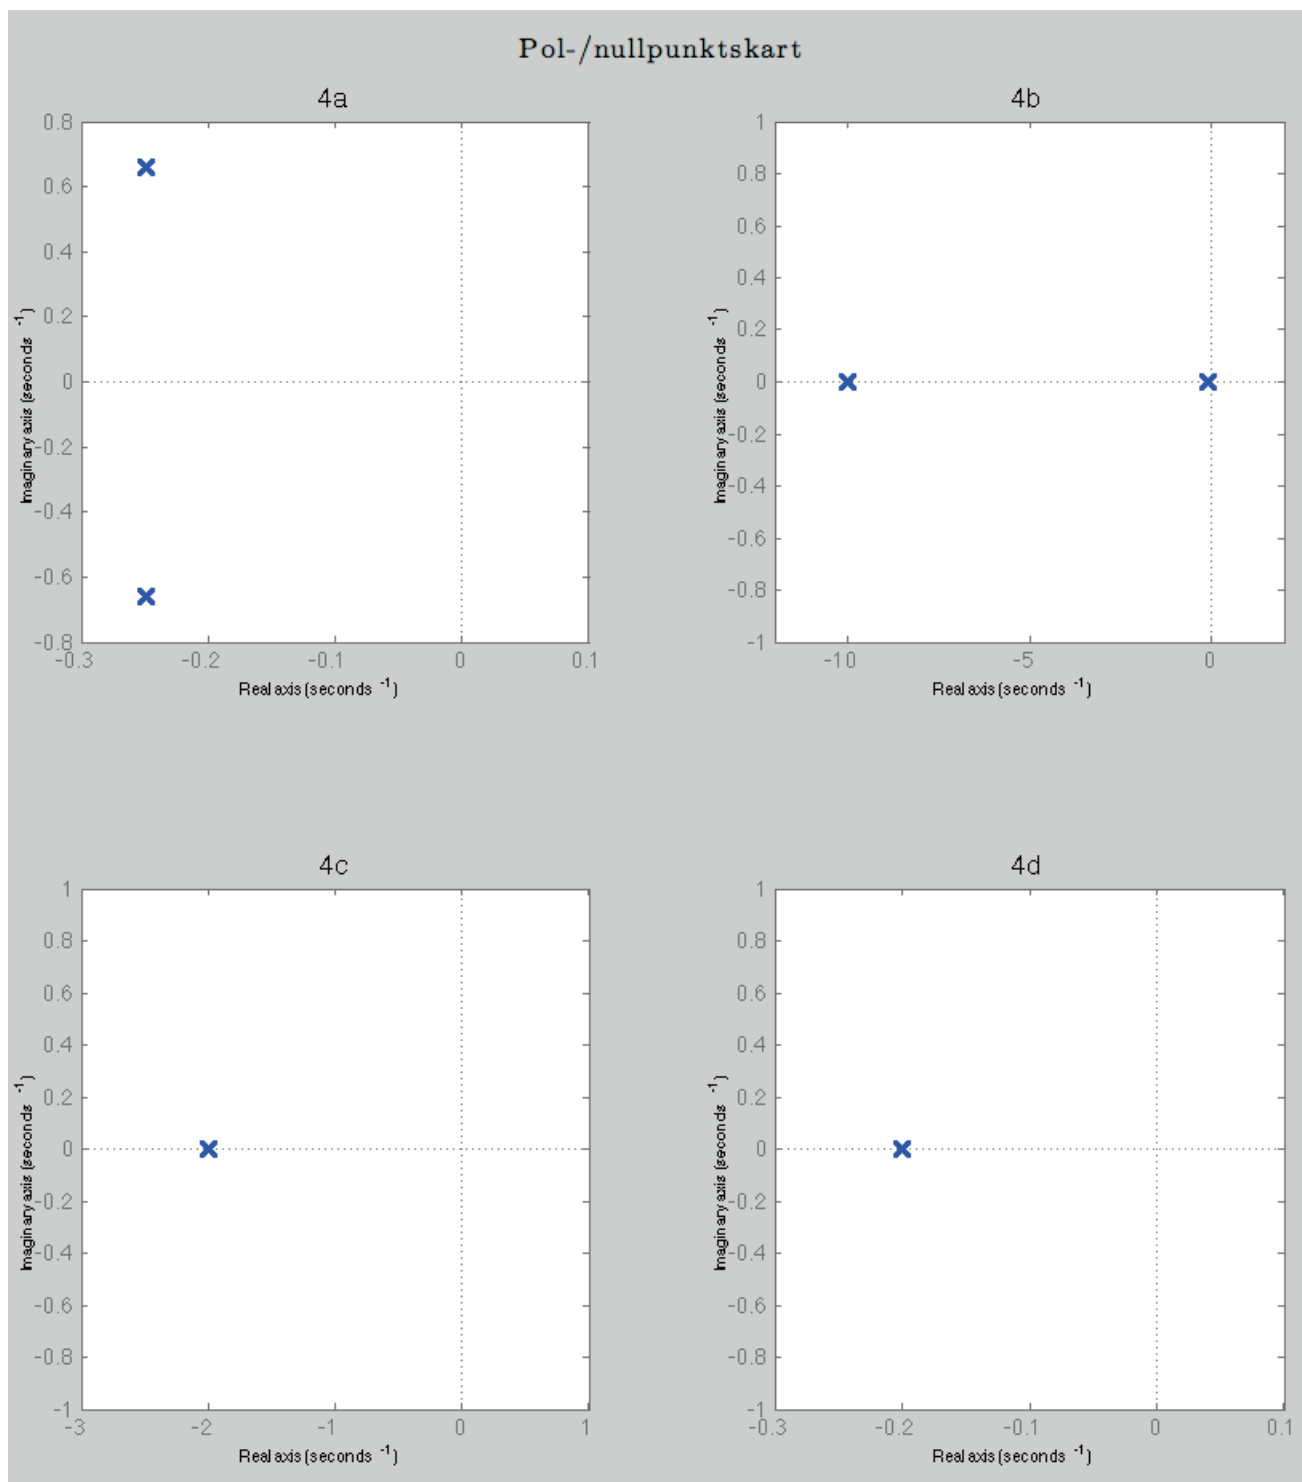 Pol-/nullpunktskart
4a
0.8
0.6
0.4
0.2
0
-0.2
-0.4
-0.6
-0.8
Imaginary axis (seconds -1)
-0.3 -0.2 -0.1 0 0.1
Real axis (seconds -1)
4b
1
0.8
0.6
0.4
0.2
0
-0.2
-0.4
-0.6
-0.8
-1
Imaginary axis (seconds -1)
-10 -5 0
Real axis (seconds -1)
4c
1
0.8
0.6
0.4
0.2
0
-0.2
-0.4
-0.6
-0.8
-1
Imaginary axis (seconds -1)
-3 -2 -1 0 1
Real axis (seconds -1)
4d
1
0.8
0.6
0.4
0.2
0
-0.2
-0.4
-0.6
-0.8
-1
Imaginary axis (seconds -1)
-0.3 -0.2 -0.1 0 0.1
Real axis (seconds -1)